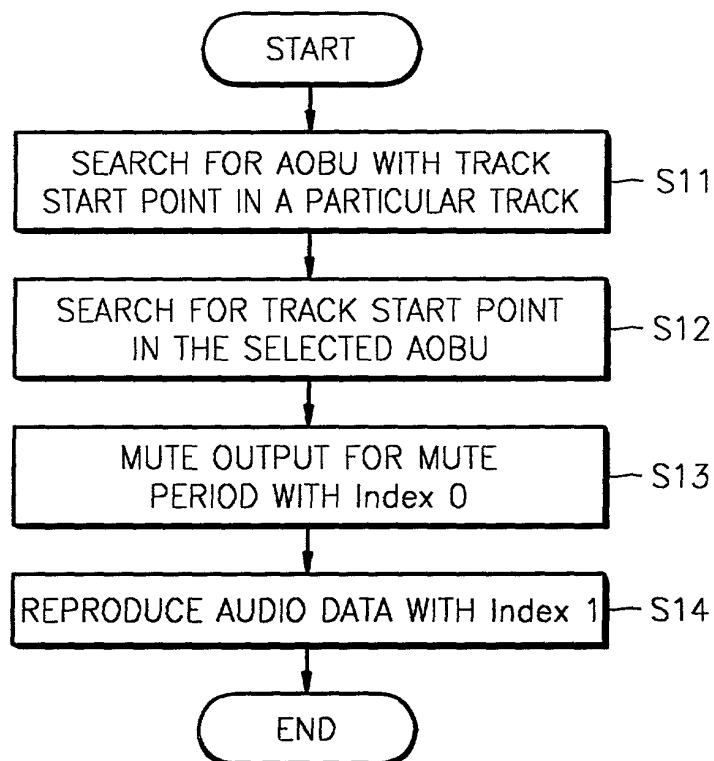 START
SEARCH FOR AOBU WITH TRACK
START POINT IN A PARTICULAR TRACK
S11
SEARCH FOR TRACK START POINT
IN THE SELECTED AOBU
S12
MUTE OUTPUT FOR MUTE
PERIOD WITH Index 0
S13
REPRODUCE AUDIO DATA WITH Index 1
S14
END